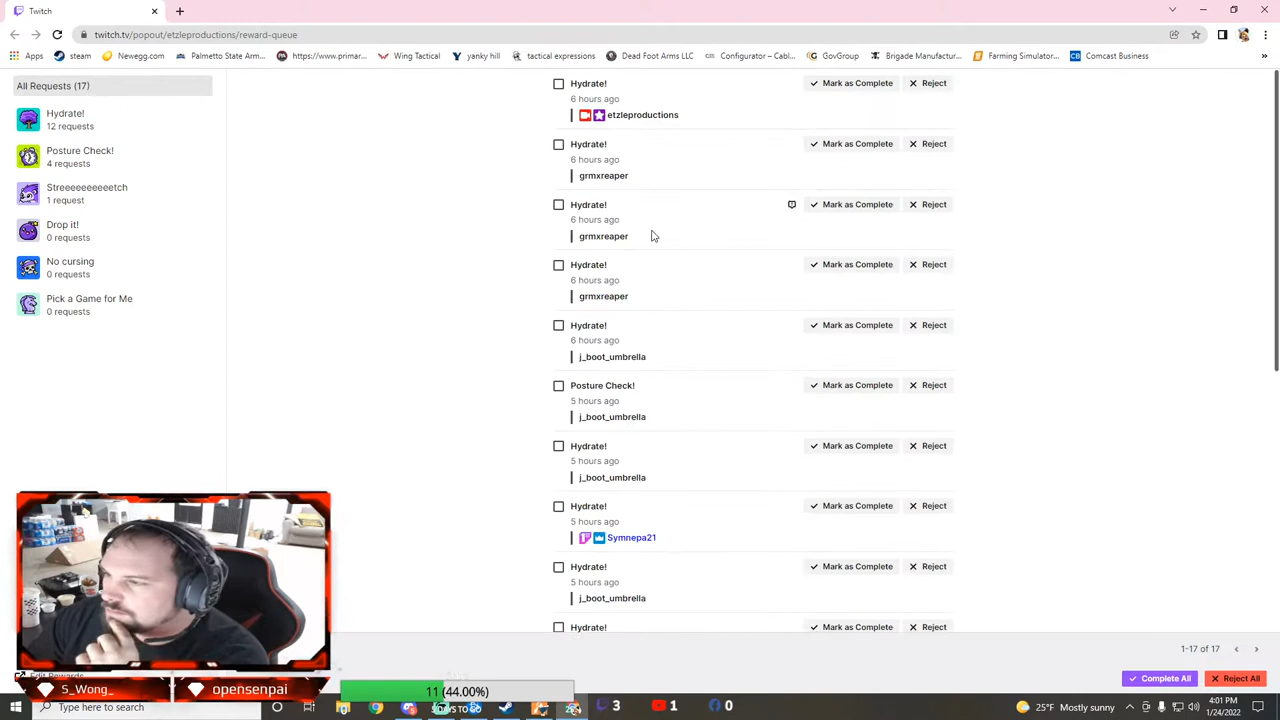 Twitch
twitch.tv/popout/etzleproductions/reward-queue
Apps steam Newegg.com Palmetto State Arm... https://www.primar... Wing Tactical yanky hill tactical expressions Dead Foot Arms LLC Configurator – Cabl... GovGroup Brigade Manufactur... Farming Simulator... Comcast Business
All Requests (17)
Hydrate!
12 requests
Posture Check!
4 requests
Streeeeeeeeeetch
1 request
Drop it!
0 requests
No cursing
0 requests
Pick a Game for Me
0 requests
Hydrate! Mark as Complete Reject
6 hours ago
etzleproductions
Hydrate! Mark as Complete Reject
6 hours ago
grmxreaper
Hydrate! Mark as Complete Reject
6 hours ago
grmxreaper
Hydrate! Mark as Complete Reject
6 hours ago
grmxreaper
Hydrate! Mark as Complete Reject
6 hours ago
j_boot_umbrella
Posture Check! Mark as Complete Reject
5 hours ago
j_boot_umbrella
Hydrate! Mark as Complete Reject
5 hours ago
j_boot_umbrella
Hydrate! Mark as Complete Reject
5 hours ago
Symnepa21
Hydrate! Mark as Complete Reject
5 hours ago
j_boot_umbrella
Hydrate! Mark as Complete Reject
1-17 of 17
Edit Rewards
Complete All Reject All
S_Wong_ opensenpai 11 (44.00%)
Type here to search
3 1 0
25°F Mostly sunny
4:01 PM
1/24/2022